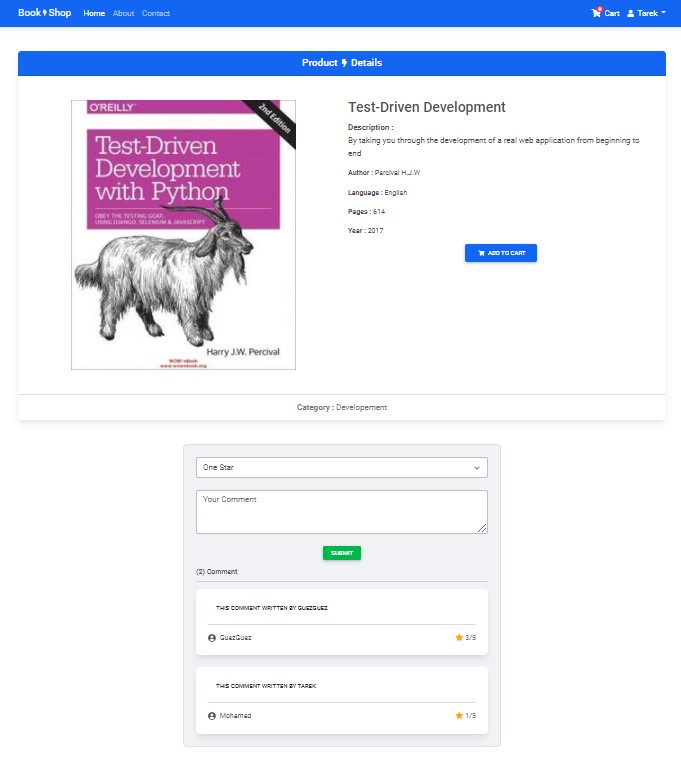 Book Shop
Home About Contact
Cart
Tarek
Product Details
O'REILLY
2nd Edition
Test-Driven
Development
with Python
OBEY THE TESTING GOAT:
USING DJANGO, SELENIUM & JAVASCRIPT
Harry J.W. Percival
WOW! eBook
www.wowebook.org
Test-Driven Development
Description :
By taking you through the development of a real web application from beginning to
end
Author : Percival H.J.W
Language : English
Pages : 614
Year : 2017
ADD TO CART
Category : Developement
One Star
Your Comment
SUBMIT
(2) Comment
THIS COMMENT WRITTEN BY GUEZGUEZ
GuezGuez 3/5
THIS COMMENT WRITTEN BY TAREK
Mohamed 1/5